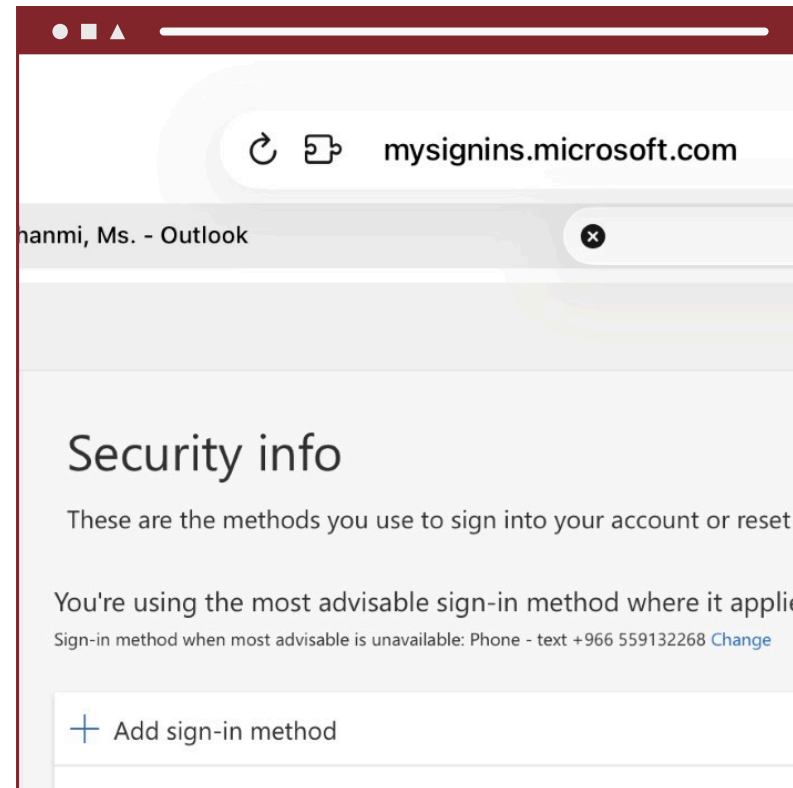 mysignins.microsoft.com
hanmi, Ms. - Outlook
Security info
These are the methods you use to sign into your account or reset
You're using the most advisable sign-in method where it applie
Sign-in method when most advisable is unavailable: Phone - text +966 559132268 Change
Add sign-in method